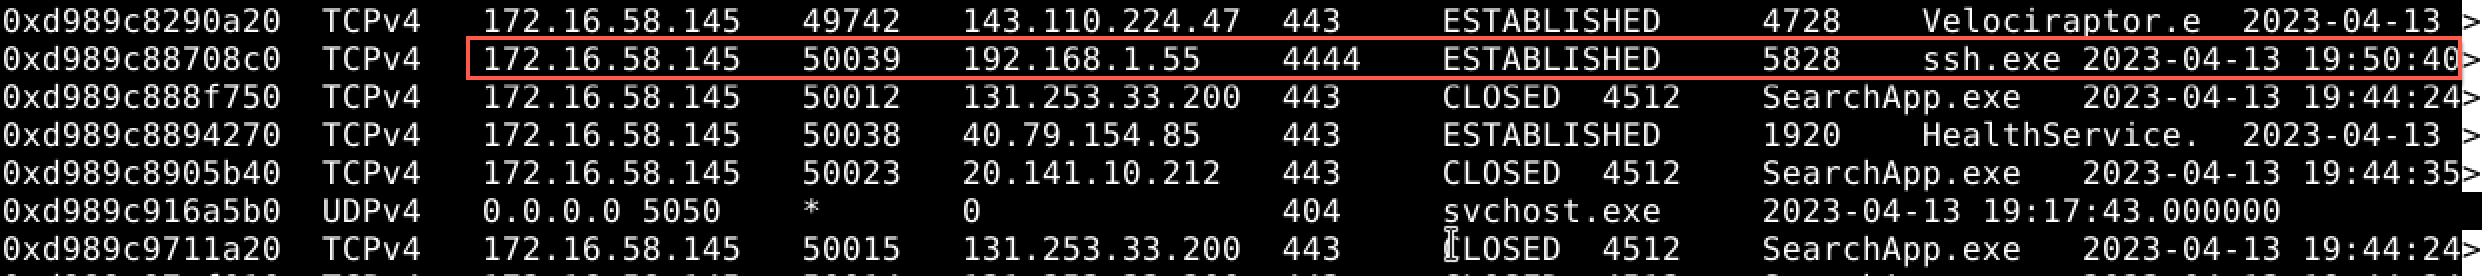 0xd989c8290a20 TCPv4 172.16.58.145 49742 143.110.224.47 443 ESTABLISHED 4728 Velociraptor.e 2023-04-13 >
0xd989c88708c0 TCPv4 172.16.58.145 50039 192.168.1.55 4444 ESTABLISHED 5828 ssh.exe 2023-04-13 19:50:40>
0xd989c888f750 TCPv4 172.16.58.145 50012 131.253.33.200 443 CLOSED 4512 SearchApp.exe 2023-04-13 19:44:24>
0xd989c8894270 TCPv4 172.16.58.145 50038 40.79.154.85 443 ESTABLISHED 1920 HealthService. 2023-04-13 >
0xd989c8905b40 TCPv4 172.16.58.145 50023 20.141.10.212 443 CLOSED 4512 SearchApp.exe 2023-04-13 19:44:35>
0xd989c916a5b0 UDPv4 0.0.0.0 5050 * 0 404 svchost.exe 2023-04-13 19:17:43.000000
0xd989c9711a20 TCPv4 172.16.58.145 50015 131.253.33.200 443 CLOSED 4512 SearchApp.exe 2023-04-13 19:44:24>